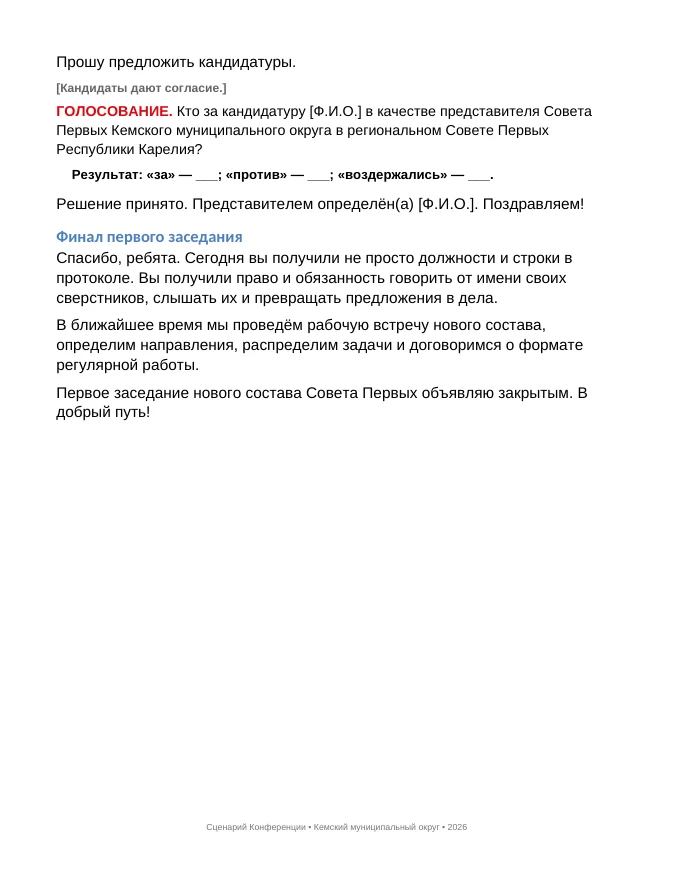 Прошу предложить кандидатуры.
[Кандидаты дают согласие.]
ГОЛОСОВАНИЕ. Кто за кандидатуру [Ф.И.О.] в качестве представителя Совета
Первых Кемского муниципального округа в региональном Совете Первых
Республики Карелия?
Результат: «за» — ___; «против» — ___; «воздержались» — ___.
Решение принято. Представителем определён(а) [Ф.И.О.]. Поздравляем!
Финал первого заседания
Спасибо, ребята. Сегодня вы получили не просто должности и строки в
протоколе. Вы получили право и обязанность говорить от имени своих
сверстников, слышать их и превращать предложения в дела.
В ближайшее время мы проведём рабочую встречу нового состава,
определим направления, распределим задачи и договоримся о формате
регулярной работы.
Первое заседание нового состава Совета Первых объявляю закрытым. В
добрый путь!
Сценарий Конференции • Кемский муниципальный округ • 2026